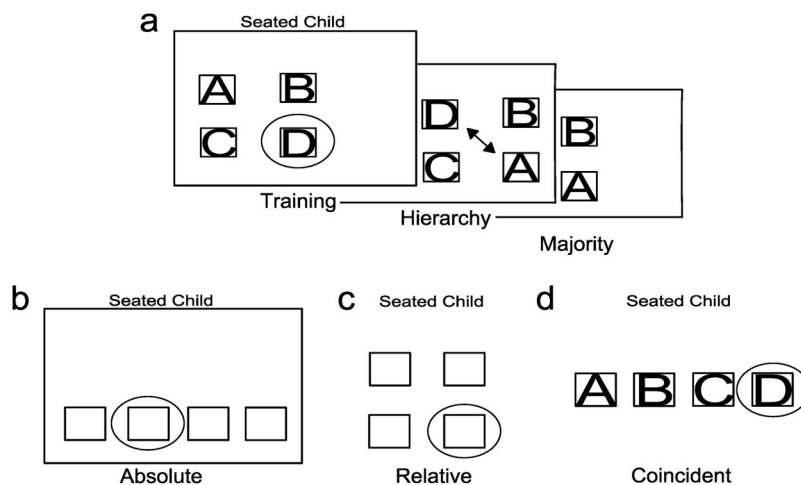 a
Seated Child
A B
C D
Training
D B
C A
Hierarchy
B
A
Majority
b
Seated Child
Absolute
c
Seated Child
Relative
d
Seated Child
A B C D
Coincident